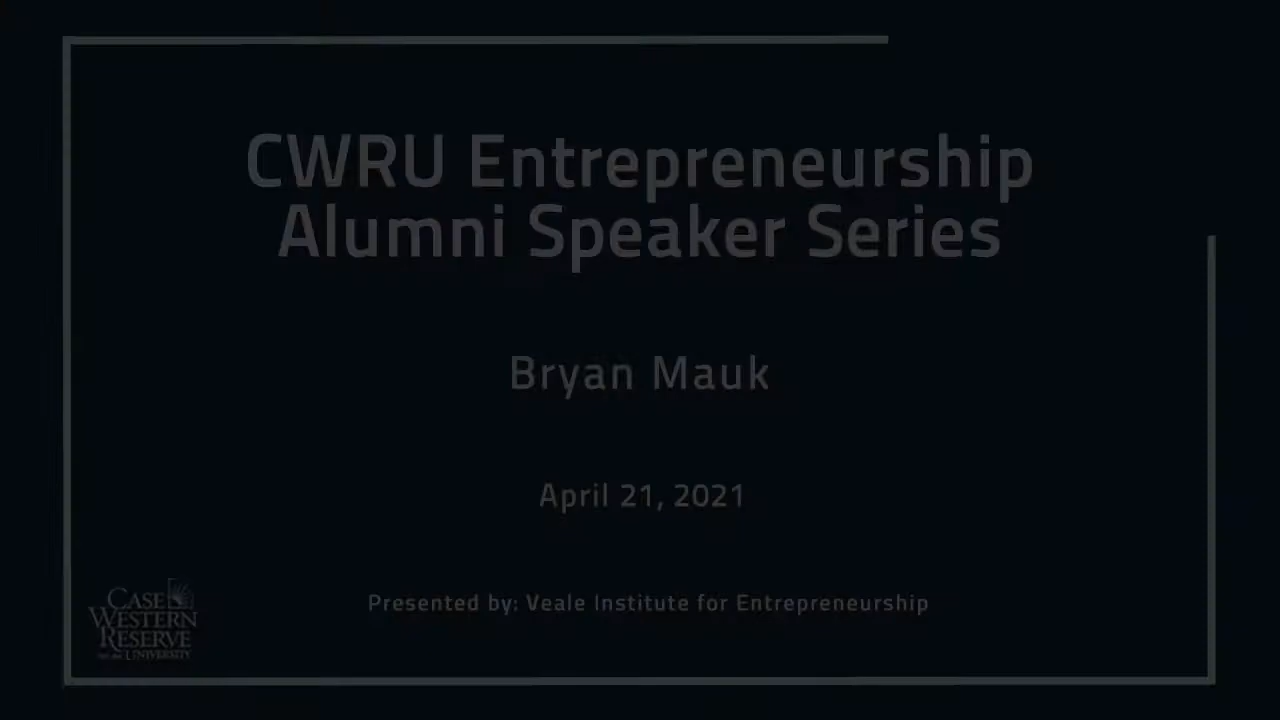 CWRU Entrepreneurship
Alumni Speaker Series
Bryan Mauk
April 21, 2021
Presented by: Veale Institute for Entrepreneurship
CASE
WESTERN
RESERVE
UNIVERSITY